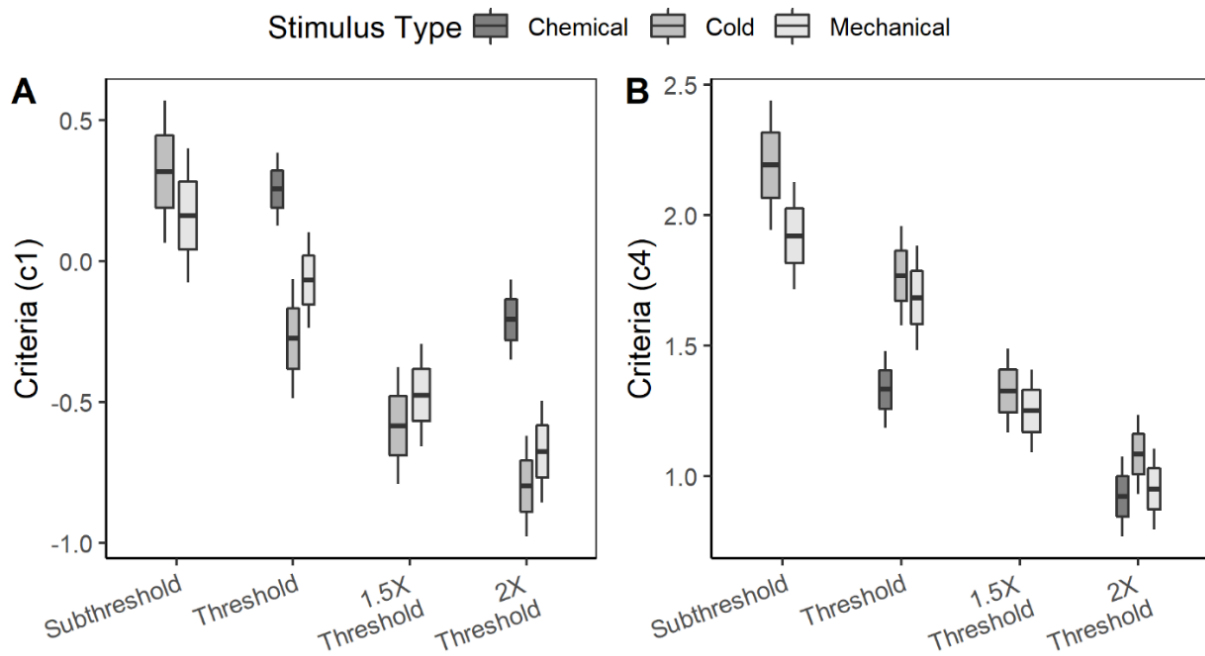 Stimulus Type Chemical Cold Mechanical
A
Criteria (c1)
0.5
0.0
-0.5
-1.0
Subthreshold
Threshold
1.5X
Threshold
2X
Threshold
B
Criteria (c4)
2.5
2.0
1.5
1.0
Subthreshold
Threshold
1.5X
Threshold
2X
Threshold